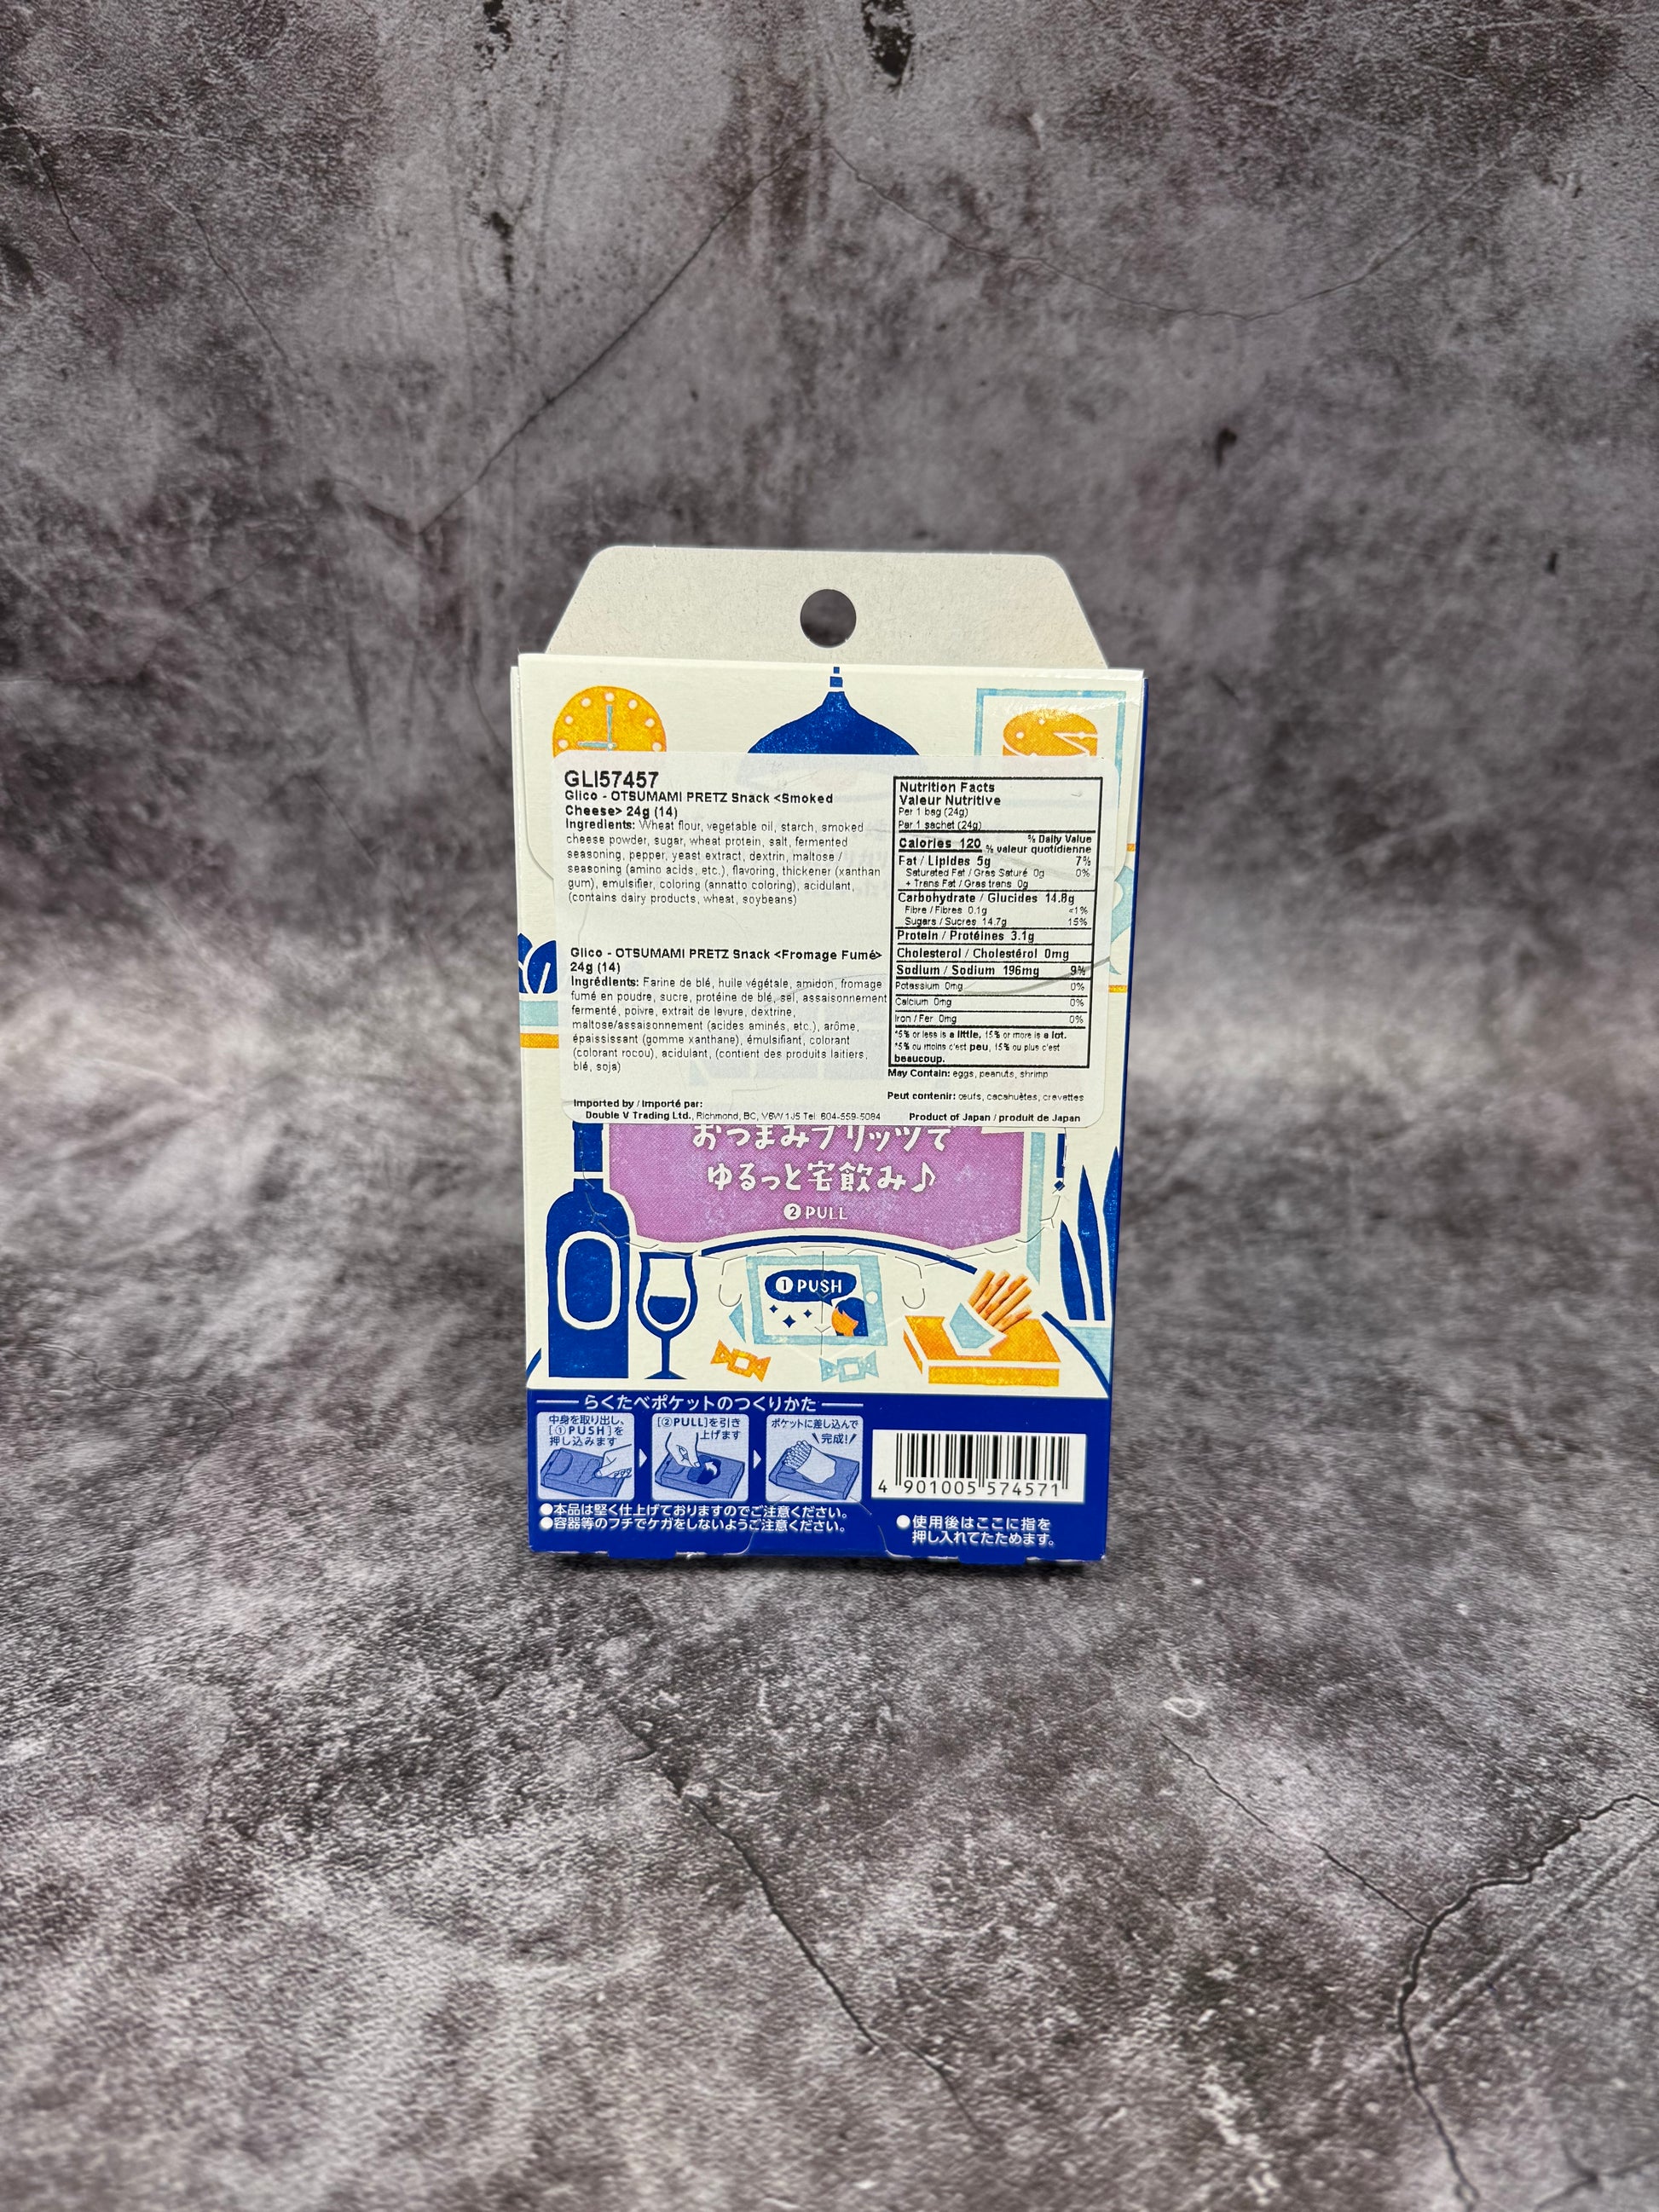 GLI57457
Glico - OTSUMAMI PRETZ Snack <Smoked
Cheese> 24g (14)
Ingredients: Wheat flour, vegetable oil, starch, smoked
cheese powder, sugar, wheat protein, salt, fermented
seasoning, pepper, yeast extract, dextrin, maltose /
seasoning (amino acids, etc.), flavoring, thickener (xanthan
gum), emulsifier, coloring (annatto coloring), acidulant,
(contains dairy products, wheat, soybeans)
Glico - OTSUMAMI PRETZ Snack <Fromage Fumé>
24g (14)
Ingrédients: Farine de blé, huile végétale, amidon, fromage
fumé en poudre, sucre, protéine de blé, sel, assaisonnement
fermenté, poivre, extrait de levure, dextrine,
maltose/assaisonnement (acides aminés, etc.), arôme,
épaississant (gomme xanthane), émulsifiant, colorant
(colorant rocou), acidulant, (contient des produits laitiers,
blé, soja)
Imported by / Importé par:
Double V Trading Ltd., Richmond, BC, V6W 1J5 Tel 604-559-5084
Nutrition Facts
Valeur Nutritive
Per 1 bag (24g)
Par 1 sachet (24g)
% Daily Value
Calories 120 % valeur quotidienne
Fat / Lipides 5g 7%
Saturated Fat / Gras Saturé 0g 0%
+ Trans Fat / Gras trans 0g
Carbohydrate / Glucides 14.8g
Fibre / Fibres 0.1g <1%
Sugars / Sucres 14.7g 15%
Protein / Protéines 3.1g
Cholesterol / Cholestérol 0mg
Sodium / Sodium 196mg 9%
Potassium 0mg 0%
Calcium 0mg 0%
Iron / Fer 0mg 0%
*5% or less is a little, 15% or more is a lot.
*5% ou moins c'est peu, 15% ou plus c'est
beaucoup.
May Contain: eggs, peanuts, shrimp
Peut contenir: œufs, cacahuètes, crevettes
Product of Japan / produit de Japan
おつまみプリッツで
ゆるっと宅飲み♪
❷PULL
❶PUSH
らくたべポケットのつくりかた
中身を取り出し、
[①PUSH]を
押し込みます
[②PULL]を引き
上げます
ポケットに差し込んで
完成!
4 901005 574571
●本品は堅く仕上げておりますのでご注意ください。
●容器等のフチでケガをしないようご注意ください。
●使用後はここに指を
押し入れてたためます。